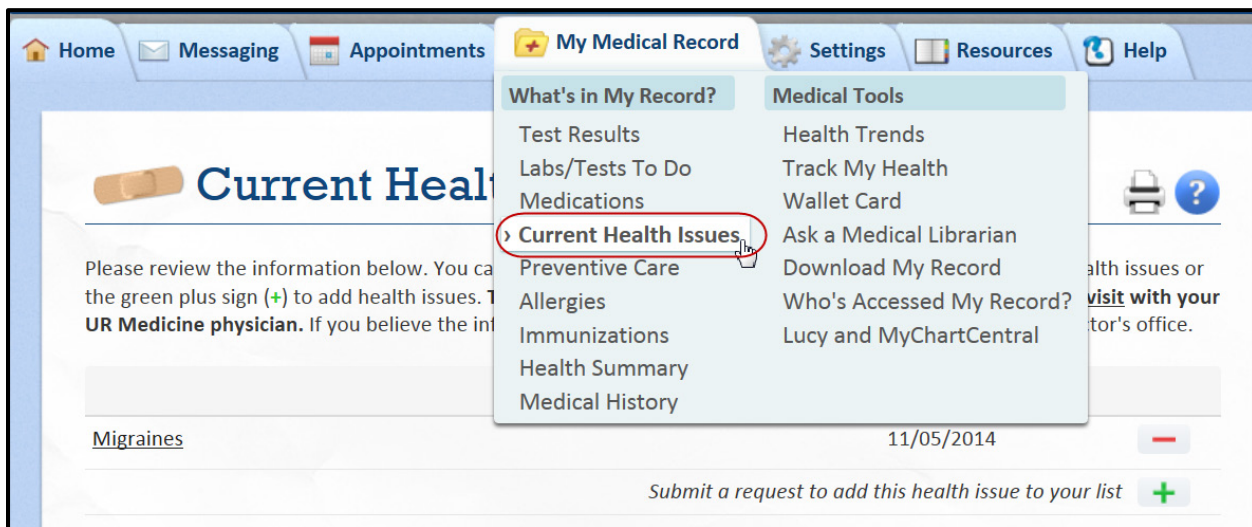 Home Messaging Appointments My Medical Record Settings Resources Help
What's in My Record?
Test Results
Labs/Tests To Do
Medications
› Current Health Issues
Preventive Care
Allergies
Immunizations
Health Summary
Medical History
Medical Tools
Health Trends
Track My Health
Wallet Card
Ask a Medical Librarian
Download My Record
Who's Accessed My Record?
Lucy and MyChartCentral
Current Heal
?
Please review the information below. You ca alth issues or
the green plus sign (+) to add health issues. T visit with your
UR Medicine physician. If you believe the inf tor's office.
Migraines 11/05/2014 −
Submit a request to add this health issue to your list +